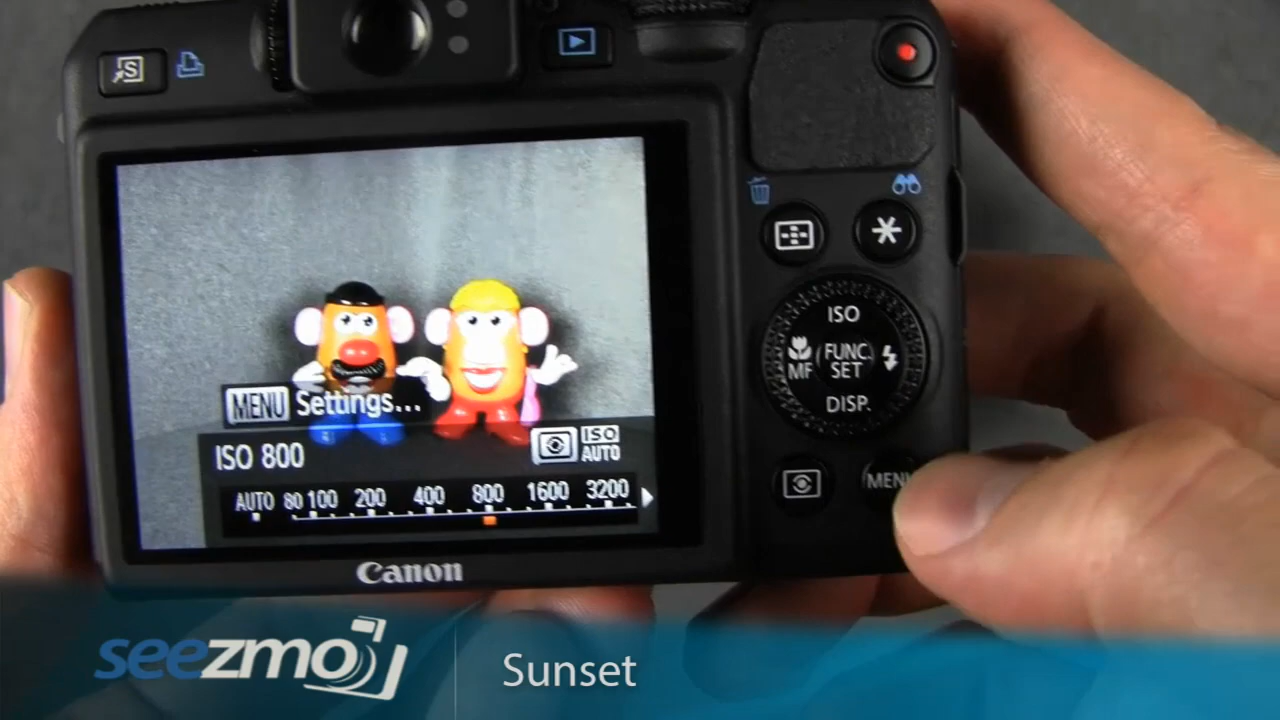 S
ISO
MF
FUNC.
SET
DISP.
MENU
MENU Settings...
ISO 800
ISO
AUTO
AUTO 80 100 200 400 800 1600 3200
Canon
seezmo
Sunset